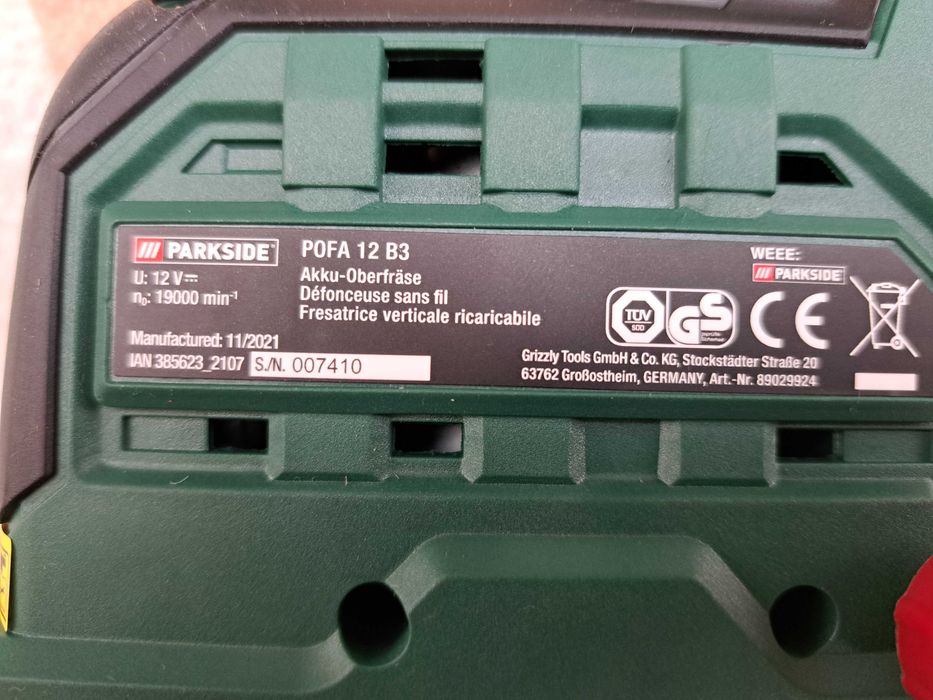 /// PARKSIDE
U: 12 V
n₀: 19000 min⁻¹
Manufactured: 11/2021
IAN 385623_2107 S/N. 007410
POFA 12 B3
Akku-Oberfräse
Défonceuse sans fil
Fresatrice verticale ricaricabile
WEEE:
/// PARKSIDE
TÜV
SÜD
GS
geprüfte
Sicherheit
CE
Grizzly Tools GmbH & Co. KG, Stockstädter Straße 20
63762 Großostheim, GERMANY, Art.-Nr. 89029924